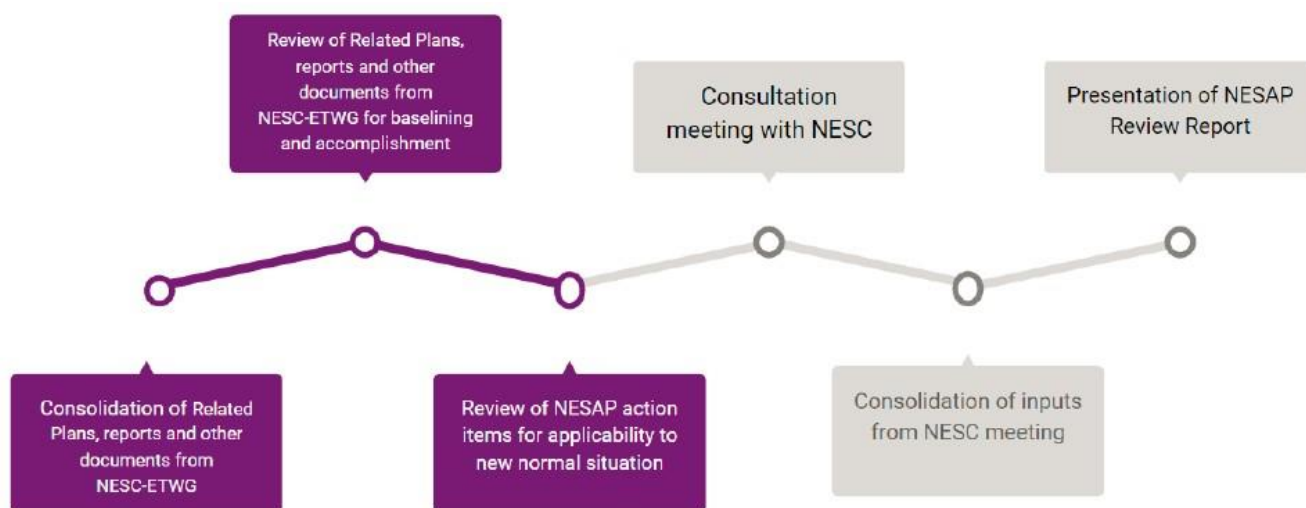 Review of Related Plans,
reports and other
documents from
NESC-ETWG for baselining
and accomplishment
Consultation
meeting with NESC
Presentation of NESAP
Review Report
Consolidation of Related
Plans, reports and other
documents from
NESC-ETWG
Review of NESAP action
items for applicability to
new normal situation
Consolidation of inputs
from NESC meeting